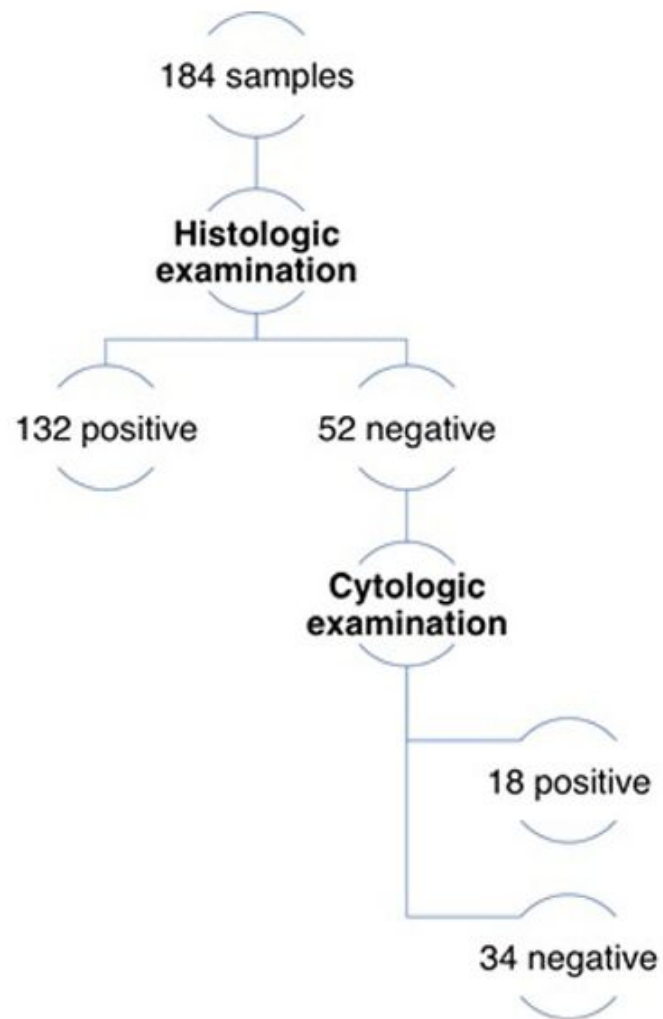 184 samples
Histologic
examination
132 positive
52 negative
Cytologic
examination
18 positive
34 negative